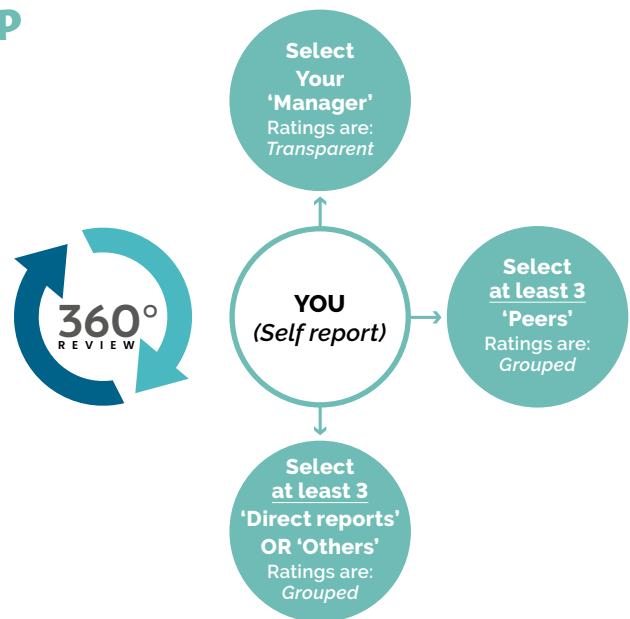 P
Select
Your
‘Manager’
Ratings are:
Transparent
360°
REVIEW
YOU
(Self report)
Select
at least 3
‘Peers’
Ratings are:
Grouped
Select
at least 3
‘Direct reports’
OR ‘Others’
Ratings are:
Grouped